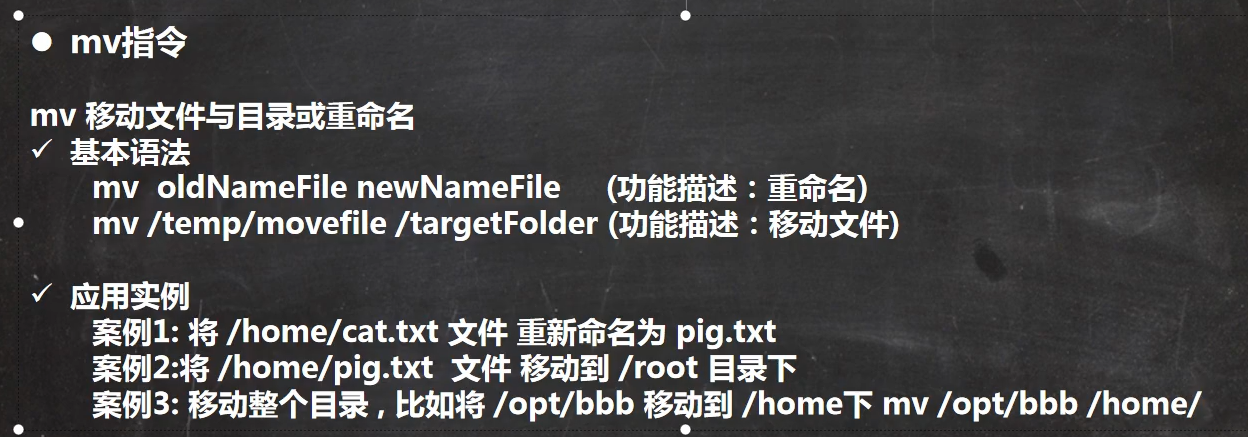 ● mv指令
mv 移动文件与目录或重命名
✓ 基本语法
mv  oldNameFile newNameFile     (功能描述：重命名)
mv /temp/movefile /targetFolder (功能描述：移动文件)
✓ 应用实例
案例1: 将 /home/cat.txt 文件 重新命名为 pig.txt
案例2:将 /home/pig.txt  文件 移动到 /root 目录下
案例3: 移动整个目录 , 比如将 /opt/bbb 移动到 /home下 mv /opt/bbb /home/